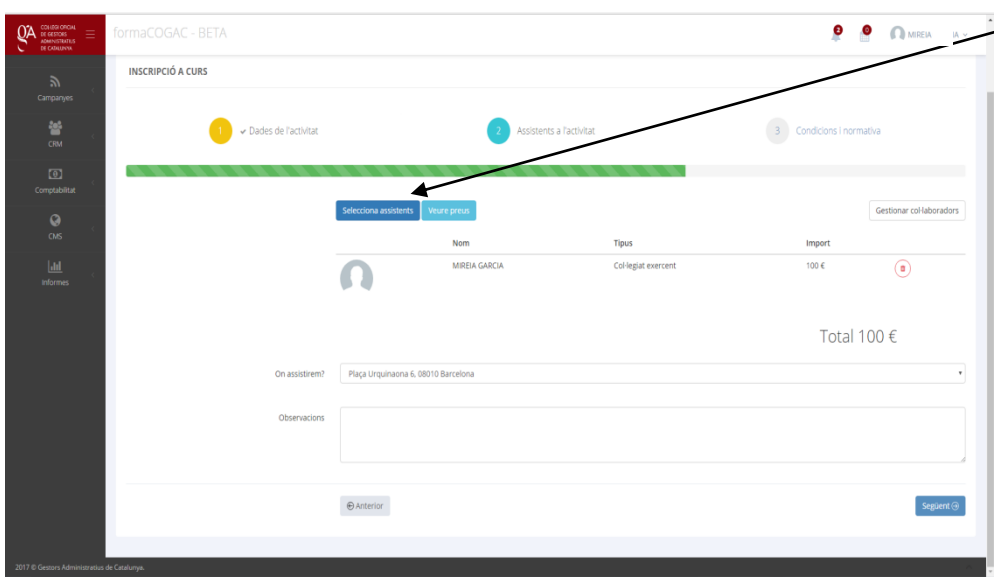 COL·LEGI OFICIAL
DE GESTORS
ADMINISTRATIUS
DE CATALUNYA
formaCOGAC - BETA
2
0
MIREIA
IA
INSCRIPCIÓ A CURS
Campanyes
CRM
Comptabilitat
CMS
Informes
1 Dades de l'activitat
2 Assistents a l'activitat
3 Condicions i normativa
Selecciona assistents Veure preus Gestionar col·laboradors
Nom Tipus Import
MIREIA GARCIA Col·legiat exercent 100 €
Total 100 €
On assistirem? Plaça Urquinaona 6, 08010 Barcelona
Observacions
Anterior Següent
2017 © Gestors Administratius de Catalunya.